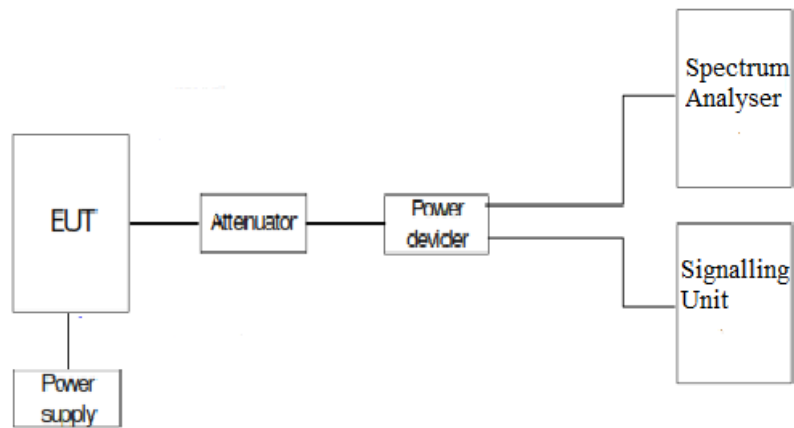 Spectrum
Analyser
EUT
Attenuator
Power
devider
Signalling
Unit
Power
supply